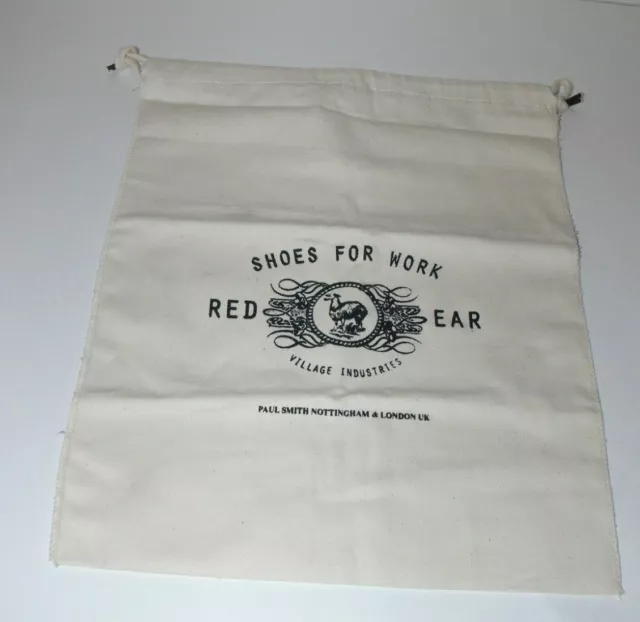 SHOES FOR WORK
RED EAR
VILLAGE INDUSTRIES
PAUL SMITH NOTTINGHAM & LONDON UK